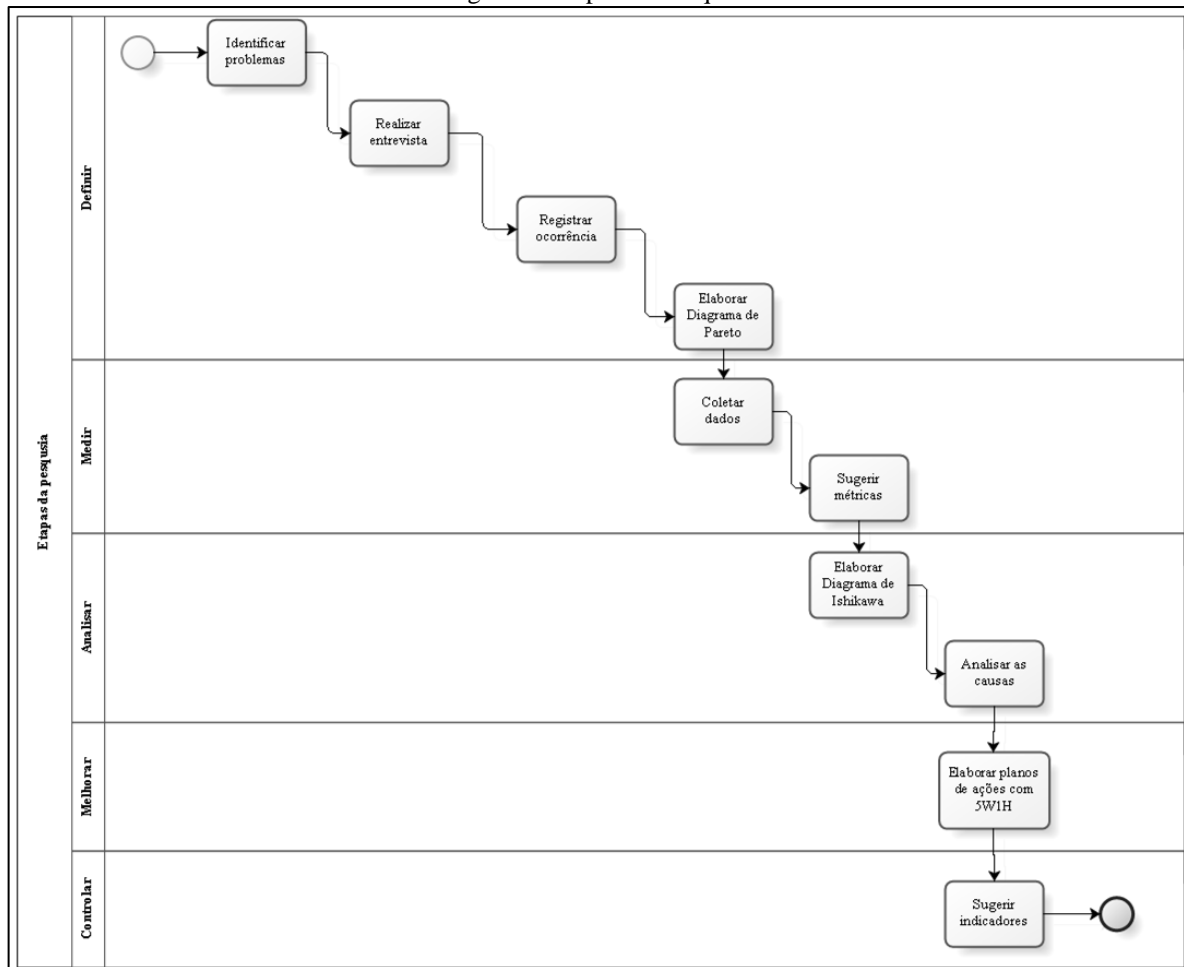 Etapas da pesqusia
Definir
Identificar
problemas
Realizar
entrevista
Registrar
ocorrência
Elaborar
Diagrama de
Pareto
Medir
Coletar
dados
Sugerir
métricas
Analisar
Elaborar
Diagrama de
Ishikawa
Analisar as
causas
Melhorar
Elaborar planos
de ações com
5W1H
Controlar
Sugerir
indicadores